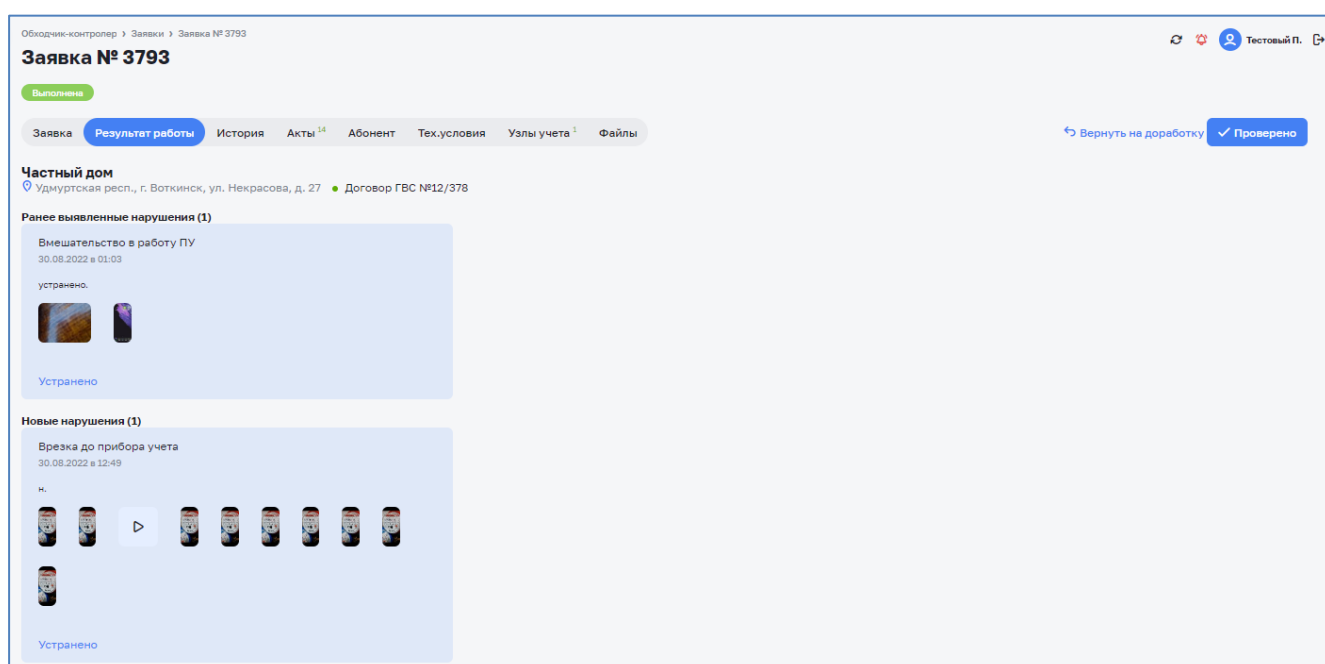 Обходчик-контролер › Заявки › Заявка № 3793
Тестовый П.
Заявка № 3793
Выполнена
Заявка Результат работы История Акты 14 Абонент Тех.условия Узлы учета 1 Файлы
Вернуть на доработку Проверено
Частный дом
Удмуртская респ., г. Воткинск, ул. Некрасова, д. 27 • Договор ГВС №12/378
Ранее выявленные нарушения (1)
Вмешательство в работу ПУ
30.08.2022 в 01:03
устранено.
Устранено
Новые нарушения (1)
Врезка до прибора учета
30.08.2022 в 12:49
н.
Устранено